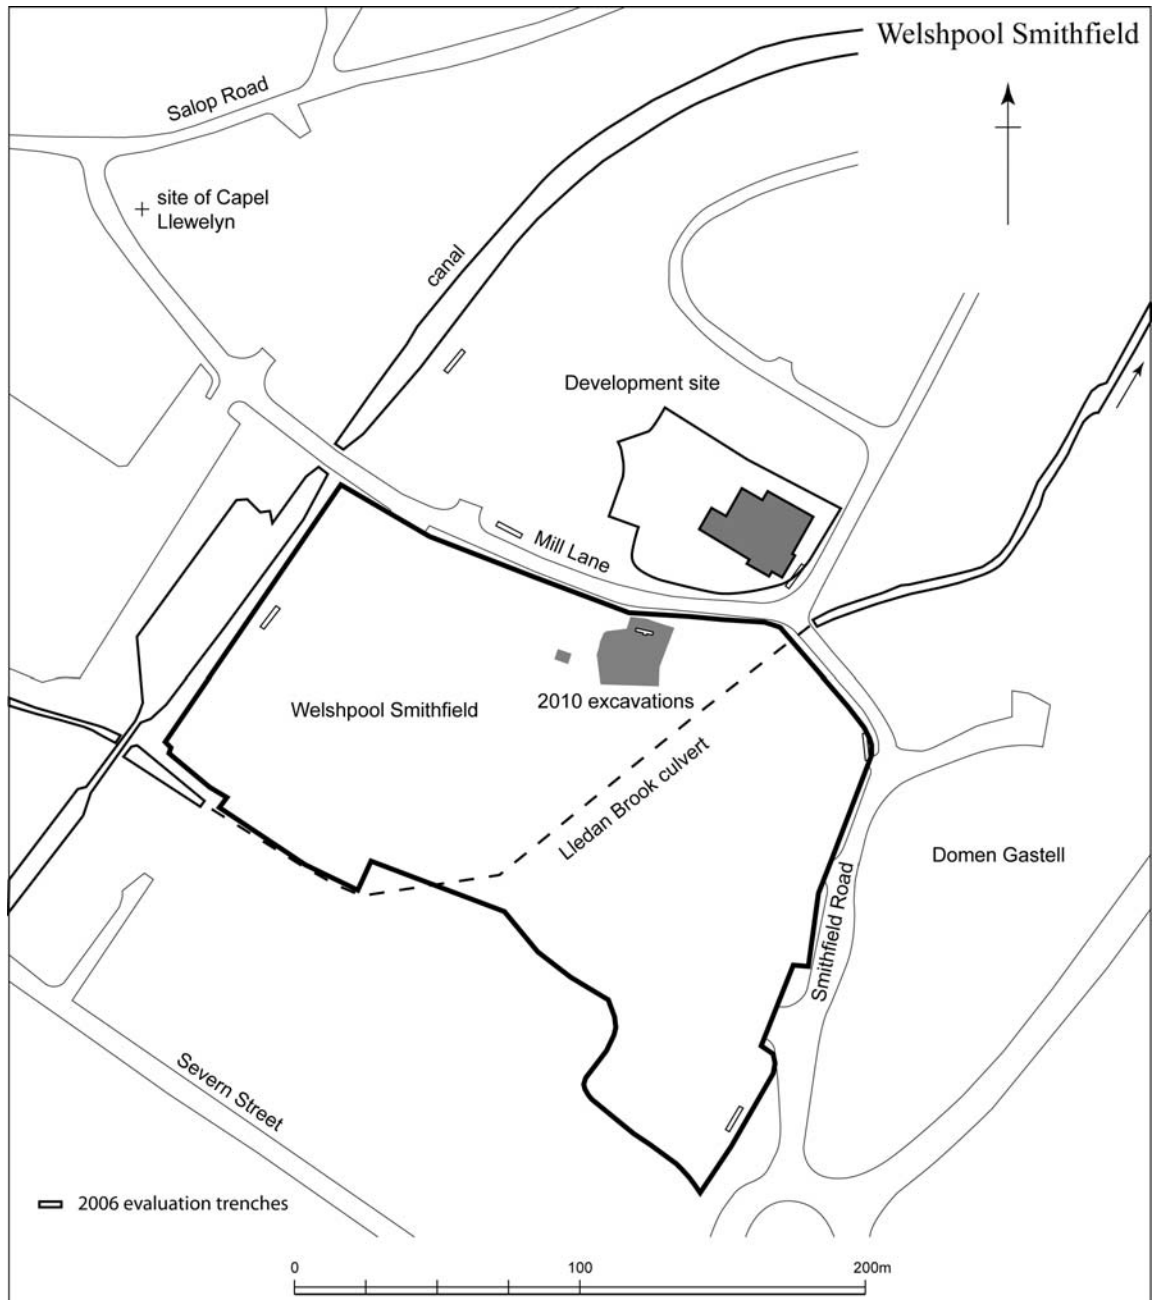 Welshpool Smithfield
Salop Road
site of Capel
Llewelyn
canal
Development site
Mill Lane
2010 excavations
Welshpool Smithfield
Lledan Brook culvert
Domen Gastell
Smithfield Road
Severn Street
2006 evaluation trenches
0 100 200m